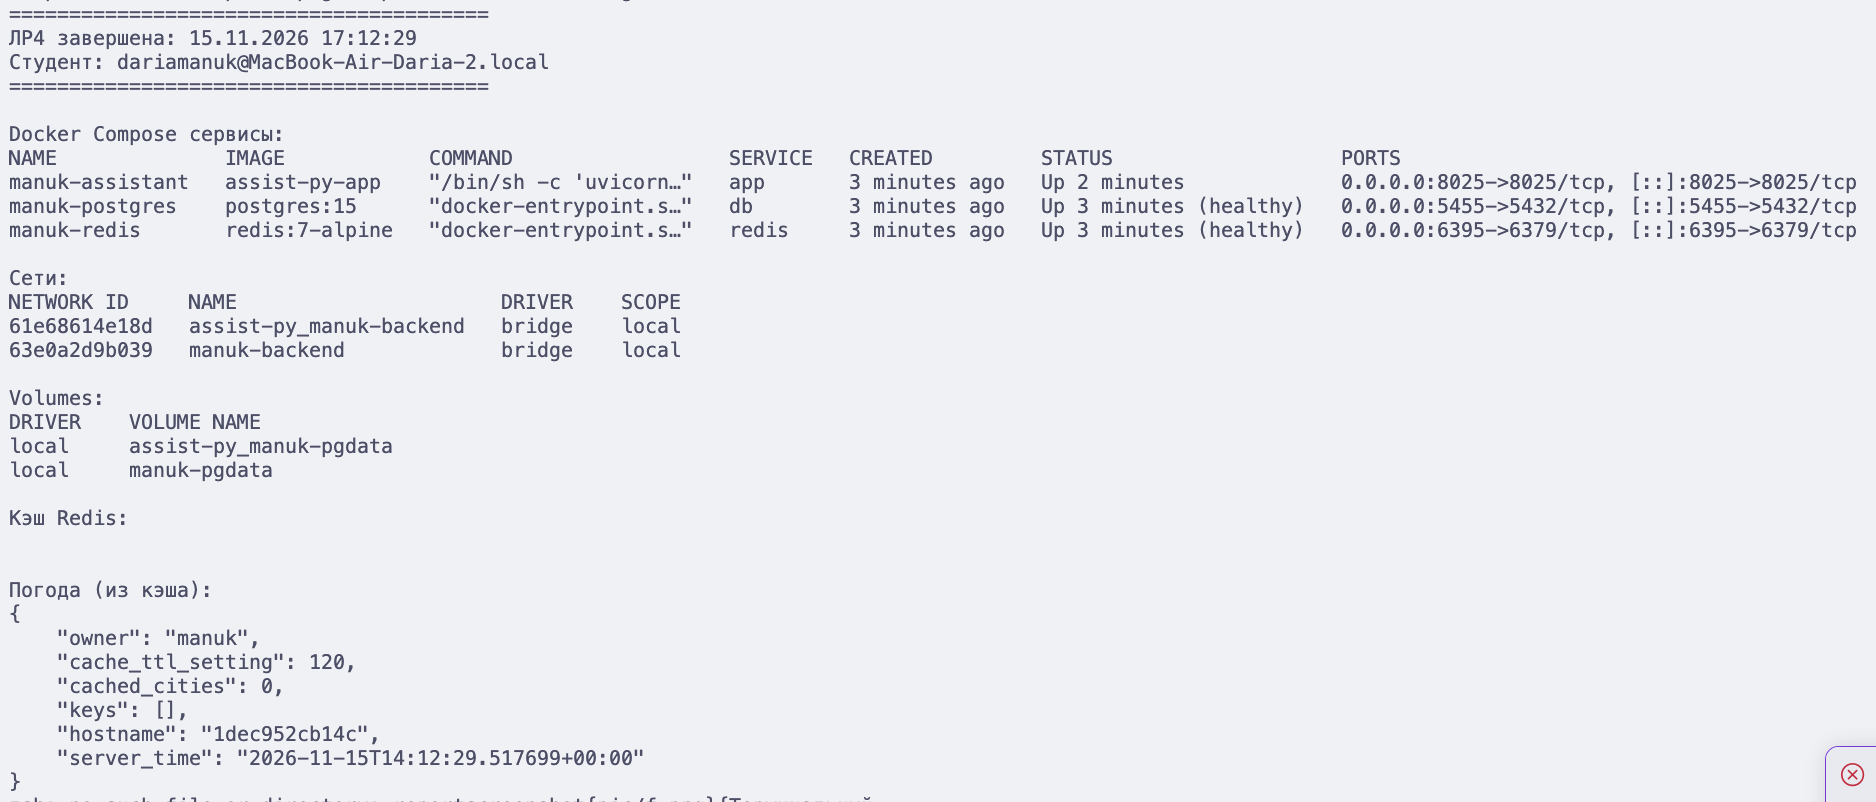 ========================================
ЛР4 завершена: 15.11.2026 17:12:29
Студент: dariamanuk@MacBook-Air-Daria-2.local
========================================
Docker Compose сервисы:
NAME IMAGE COMMAND SERVICE CREATED STATUS PORTS
manuk-assistant assist-py-app "/bin/sh -c 'uvicorn…" app 3 minutes ago Up 2 minutes 0.0.0.0:8025->8025/tcp, [::]:8025->8025/tcp
manuk-postgres postgres:15 "docker-entrypoint.s…" db 3 minutes ago Up 3 minutes (healthy) 0.0.0.0:5455->5432/tcp, [::]:5455->5432/tcp
manuk-redis redis:7-alpine "docker-entrypoint.s…" redis 3 minutes ago Up 3 minutes (healthy) 0.0.0.0:6395->6379/tcp, [::]:6395->6379/tcp
Сети:
NETWORK ID NAME DRIVER SCOPE
61e68614e18d assist-py_manuk-backend bridge local
63e0a2d9b039 manuk-backend bridge local
Volumes:
DRIVER VOLUME NAME
local assist-py_manuk-pgdata
local manuk-pgdata
Кэш Redis:
Погода (из кэша):
{
"owner": "manuk",
"cache_ttl_setting": 120,
"cached_cities": 0,
"keys": [],
"hostname": "1dec952cb14c",
"server_time": "2026-11-15T14:12:29.517699+00:00"
}